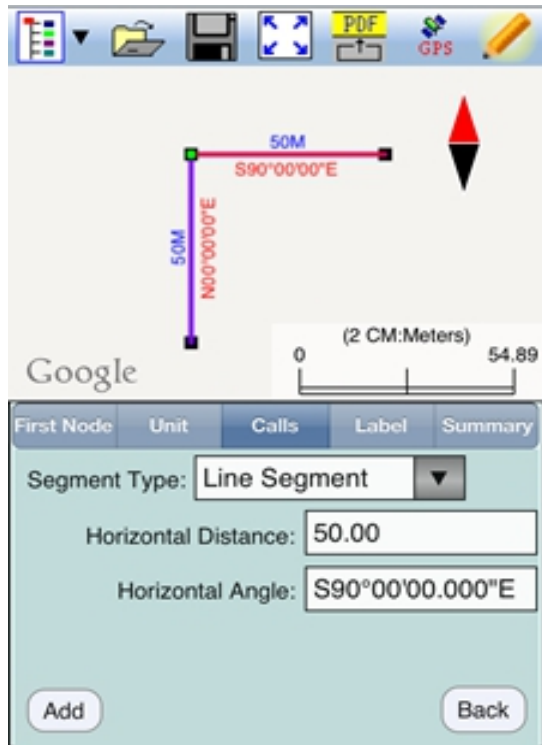 PDF
GPS
50M
S90°00'00"E
50M
N00°00'00"E
(2 CM:Meters)
0 54.89
Google
First Node Unit Calls Label Summary
Segment Type: Line Segment
Horizontal Distance: 50.00
Horizontal Angle: S90°00'00.000"E
Add Back